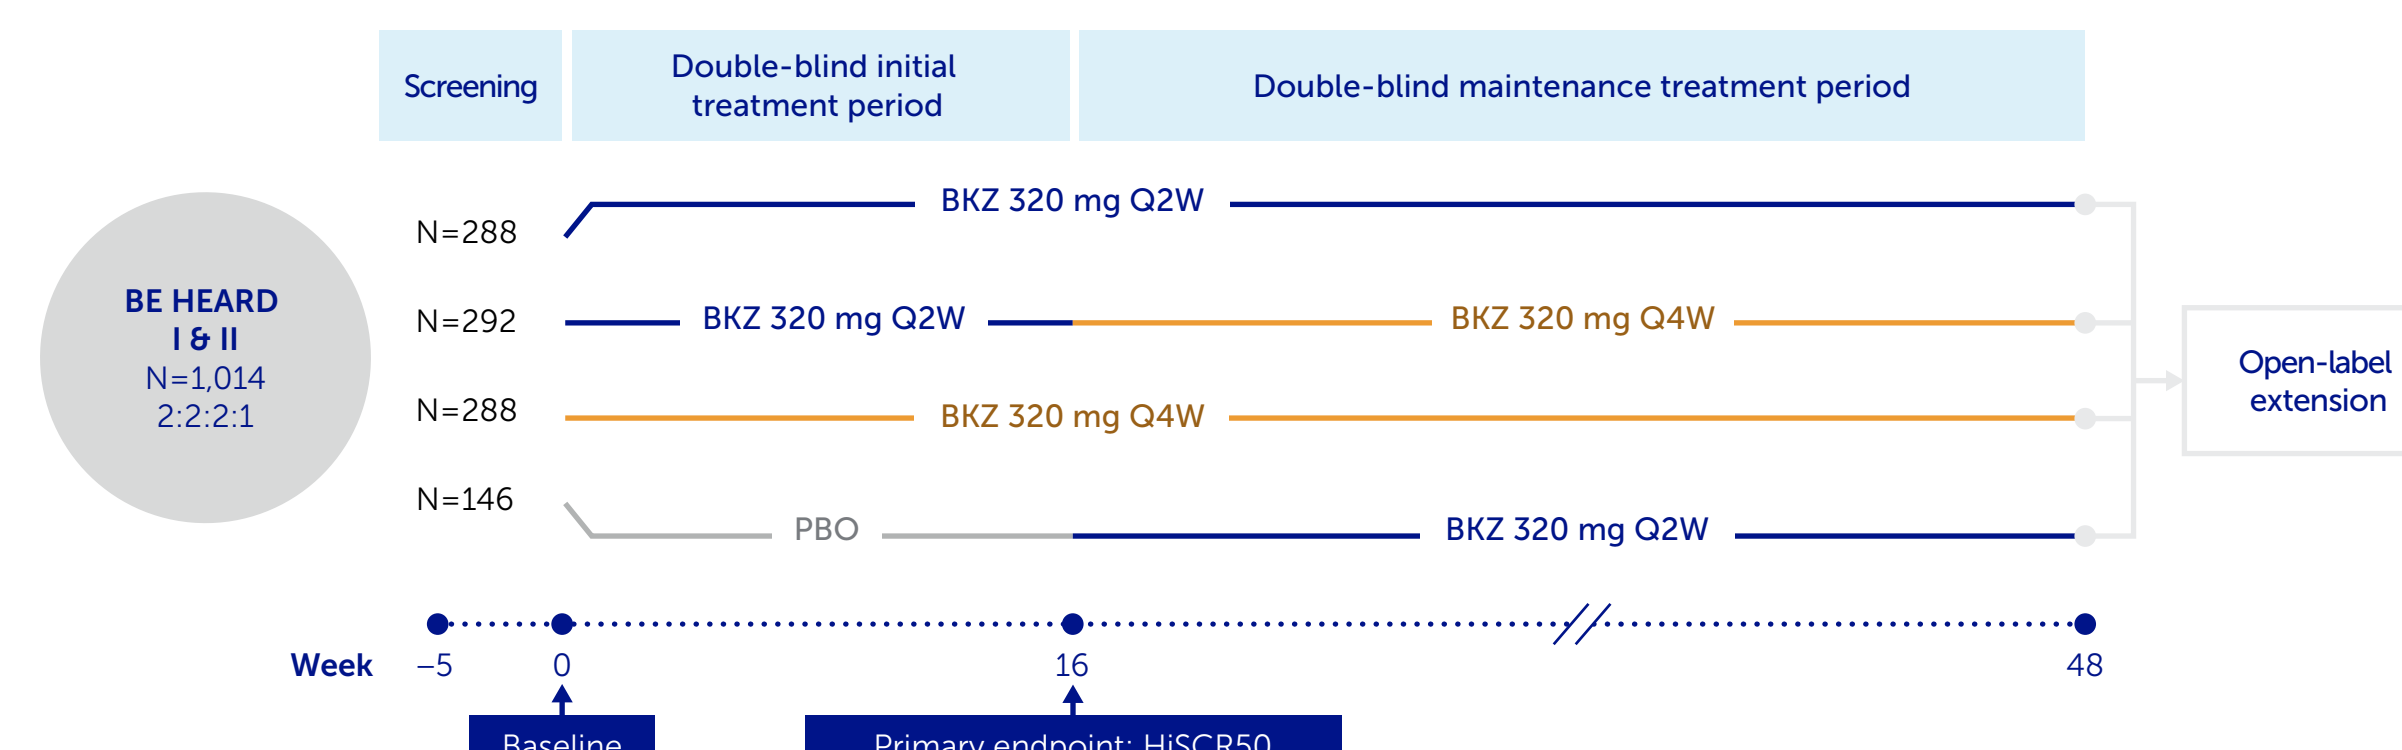 Screening
Double-blind initial
treatment period
Double-blind maintenance treatment period
BE HEARD
I & II
N=1,014
2:2:2:1
N=288
BKZ 320 mg Q2W
N=292
BKZ 320 mg Q2W
BKZ 320 mg Q4W
N=288
BKZ 320 mg Q4W
N=146
PBO
BKZ 320 mg Q2W
Open-label
extension
Week
–5
0
16
48
Baseline
Primary endpoint: HiSCR50